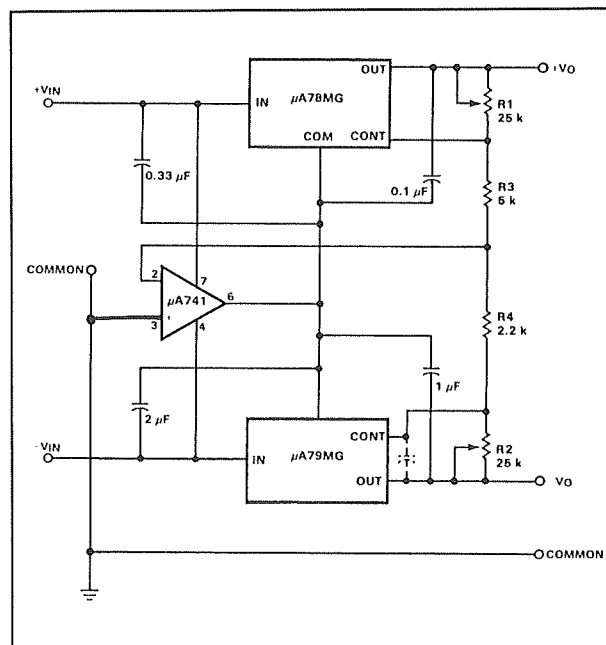 OUT
+VO
+VIN
IN
µA78MG
R1
25 k
COM
CONT
0.33 µF
0.1 µF
R3
5 k
COMMON
2
7
µA741
6
3
+
4
R4
2.2 k
2 µF
1 µF
CONT
-VIN
IN
µA79MG
R2
25 k
OUT
VO
COMMON